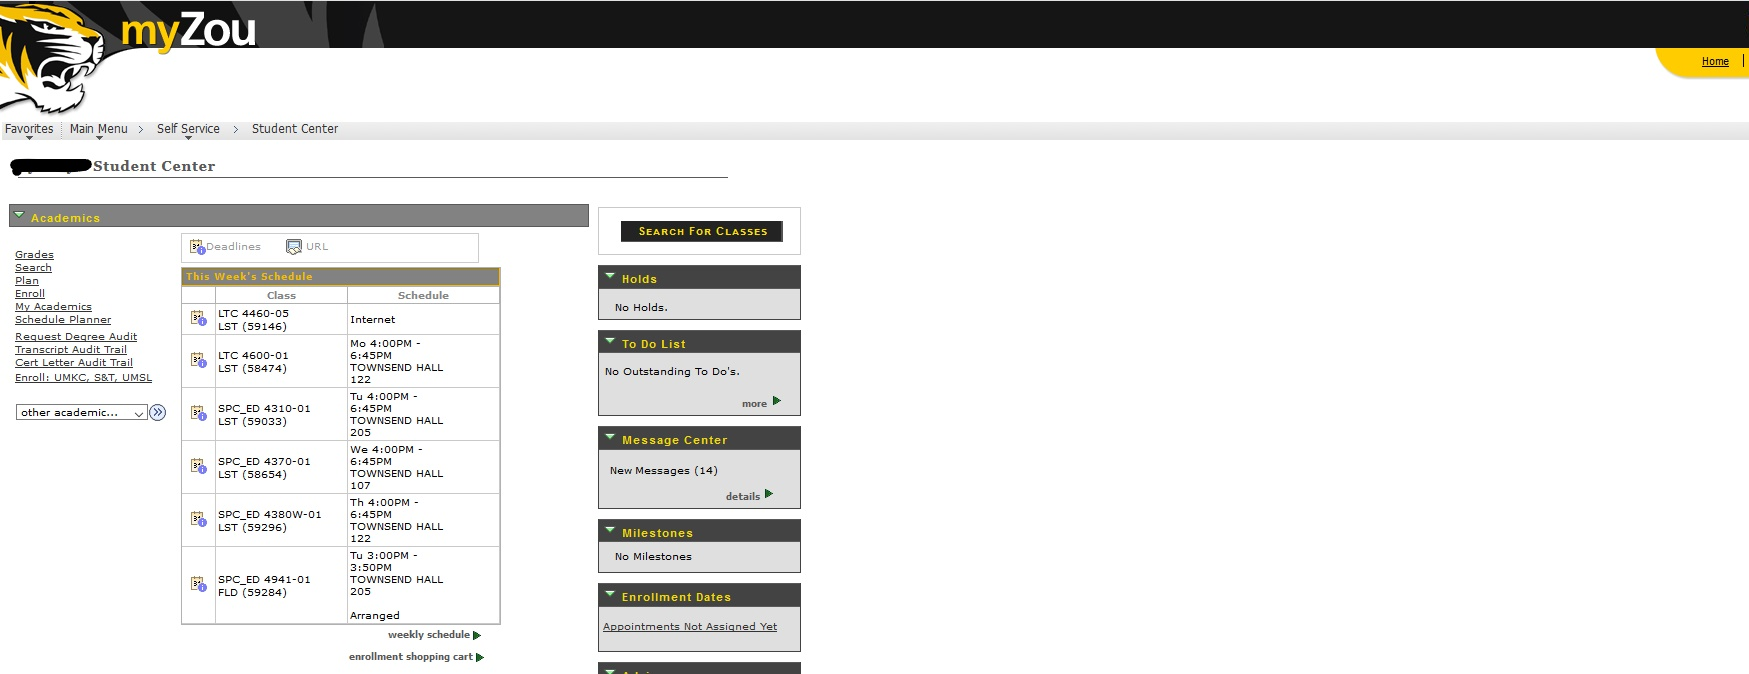 myZou
Home
Favorites
Main Menu
Self Service
Student Center
Student Center
Academics
Grades
Search
Plan
Enroll
My Academics
Schedule Planner
Request Degree Audit
Transcript Audit Trail
Cert Letter Audit Trail
Enroll: UMKC, S&T, UMSL
other academic...
Deadlines
URL
This Week's Schedule
Class
Schedule
LTC 4460-05
LST (59146)
Internet
LTC 4600-01
LST (58474)
Mo 4:00PM -
6:45PM
TOWNSEND HALL
122
SPC_ED 4310-01
LST (59033)
Tu 4:00PM -
6:45PM
TOWNSEND HALL
205
SPC_ED 4370-01
LST (58654)
We 4:00PM -
6:45PM
TOWNSEND HALL
107
SPC_ED 4380W-01
LST (59296)
Th 4:00PM -
6:45PM
TOWNSEND HALL
122
SPC_ED 4941-01
FLD (59284)
Tu 3:00PM -
3:50PM
TOWNSEND HALL
205
Arranged
weekly schedule
enrollment shopping cart
Search For Classes
Holds
No Holds.
To Do List
No Outstanding To Do's.
more
Message Center
New Messages (14)
details
Milestones
No Milestones
Enrollment Dates
Appointments Not Assigned Yet